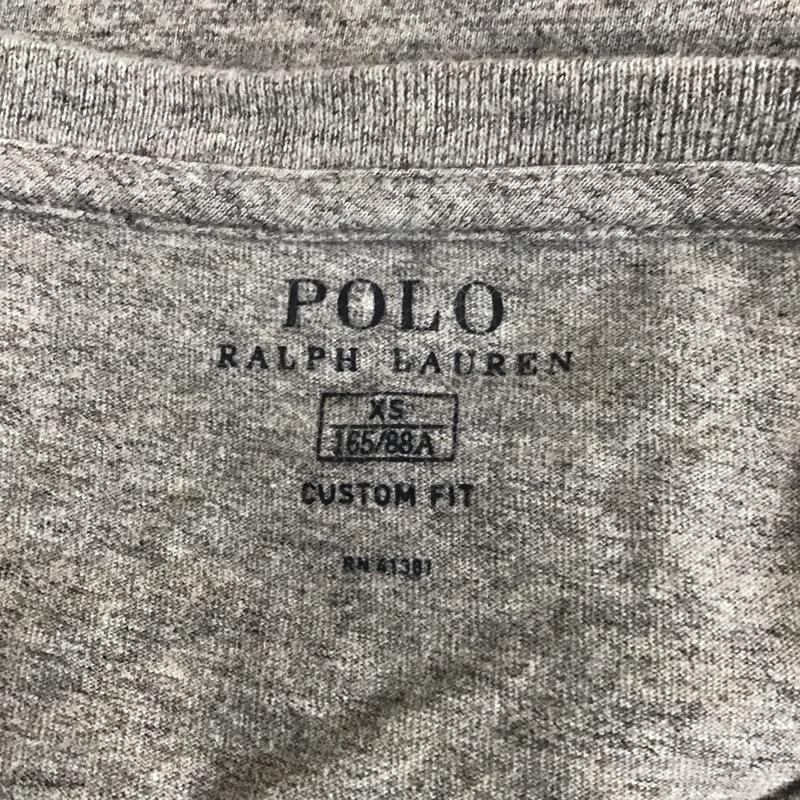 POLO
RALPH LAUREN
XS
165/88A
CUSTOM FIT
RN 41381